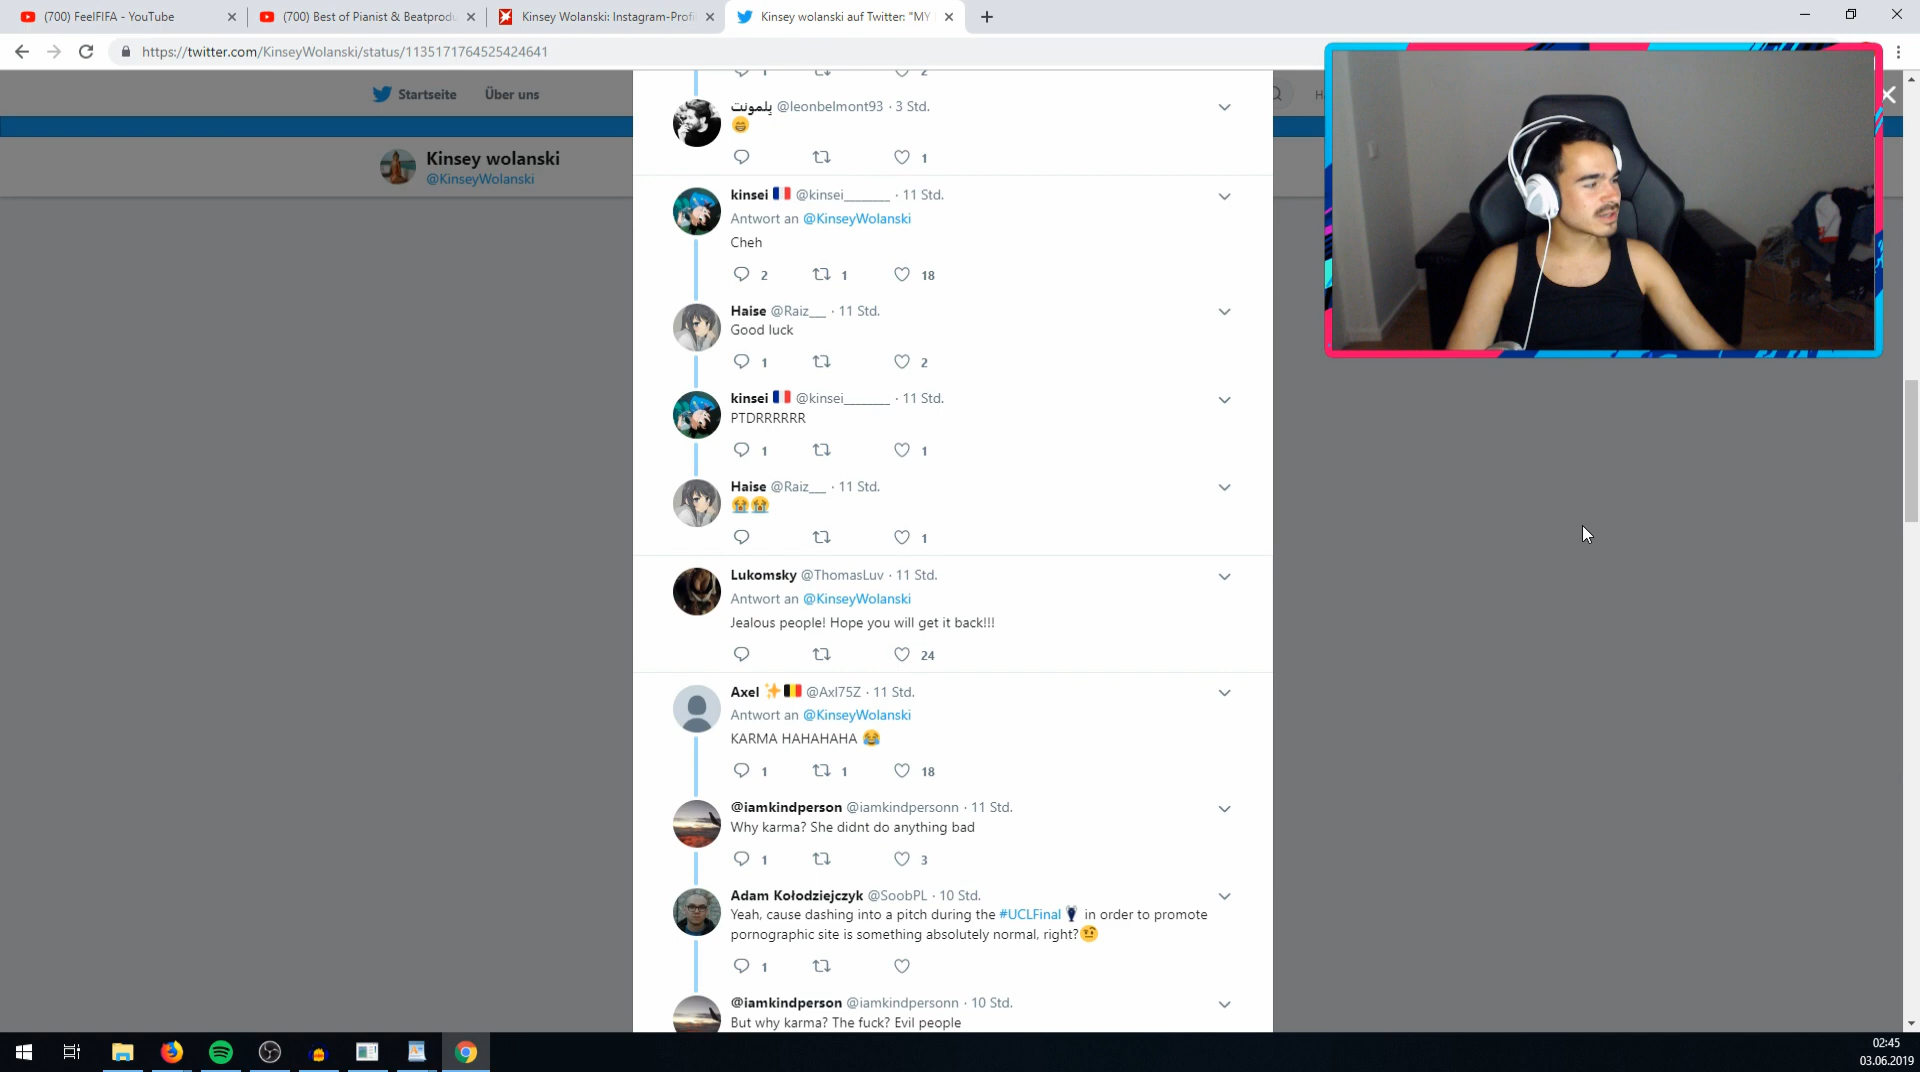 (700) FeelFIFA - YouTube
(700) Best of Pianist & Beatprodu
Kinsey Wolanski: Instagram-Profi
Kinsey wolanski auf Twitter: "MY
https://twitter.com/KinseyWolanski/status/1135171764525424641
Startseite
Über uns
Kinsey wolanski
@KinseyWolanski
1
2
بِلمونت @leonbelmont93 · 3 Std.
1
kinsei @kinsei_______ · 11 Std.
Antwort an @KinseyWolanski
Cheh
2 1 18
Haise @Raiz__ · 11 Std.
Good luck
1 2
kinsei @kinsei_______ · 11 Std.
PTDRRRRRR
1 1
Haise @Raiz__ · 11 Std.
😭😭
1
Lukomsky @ThomasLuv · 11 Std.
Antwort an @KinseyWolanski
Jealous people! Hope you will get it back!!!
24
Axel @Axl75Z · 11 Std.
Antwort an @KinseyWolanski
KARMA HAHAHAHA 😂
1 1 18
@iamkindperson @iamkindpersonn · 11 Std.
Why karma? She didnt do anything bad
1 3
Adam Kołodziejczyk @SoobPL · 10 Std.
Yeah, cause dashing into a pitch during the #UCLFinal in order to promote
pornographic site is something absolutely normal, right?🤨
1
@iamkindperson @iamkindpersonn · 10 Std.
But why karma? The fuck? Evil people
02:45
03.06.2019